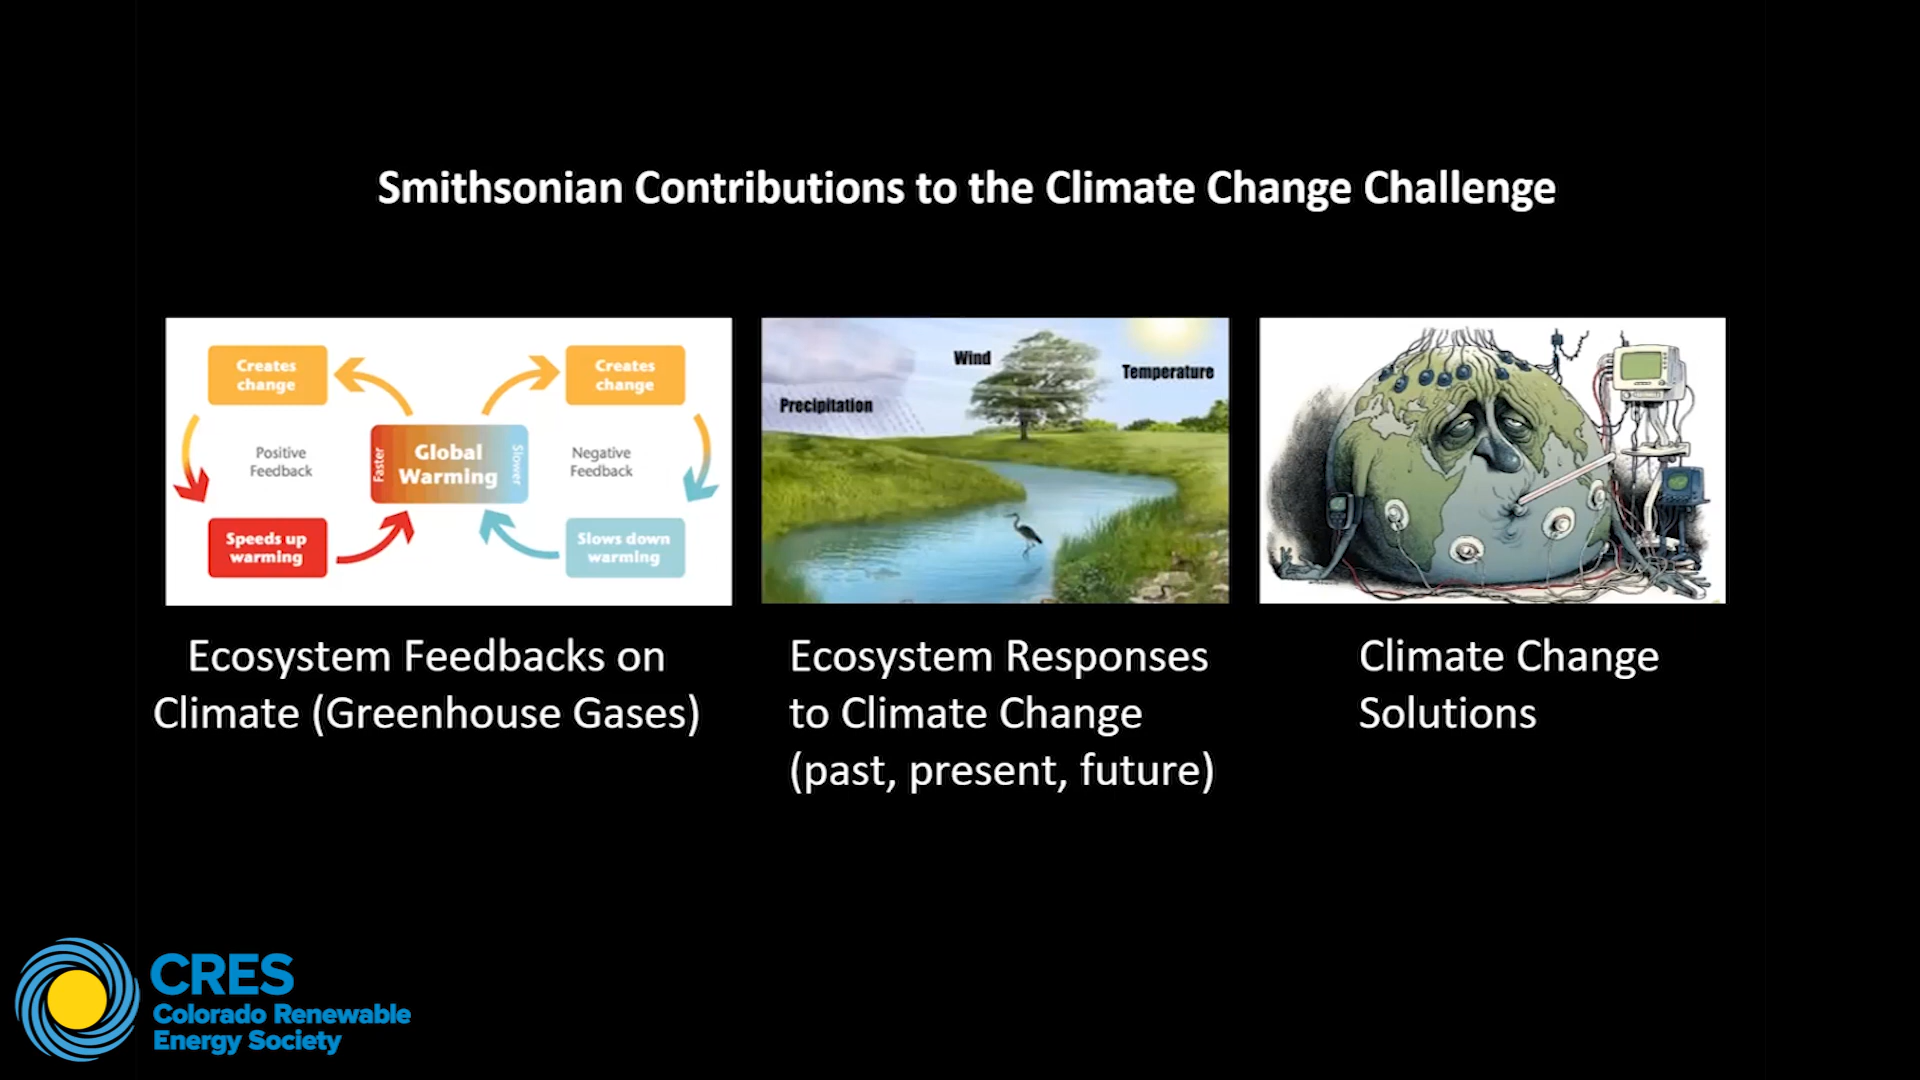 Smithsonian Contributions to the Climate Change Challenge
Creates
change
Creates
change
Positive
Feedback
Faster
Global
Warming
Slower
Negative
Feedback
Speeds up
warming
Slows down
warming
Precipitation
Wind
Temperature
Ecosystem Feedbacks on
Climate (Greenhouse Gases)
Ecosystem Responses
to Climate Change
(past, present, future)
Climate Change
Solutions
CRES
Colorado Renewable
Energy Society